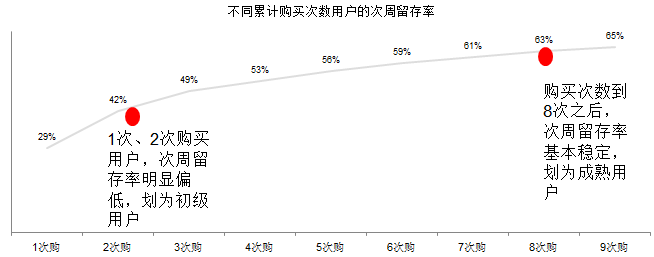 不同累计购买次数用户的次周留存率
29%
42%
49%
53%
56%
59%
61%
63%
65%
1次、2次购买
用户，次周留
存率明显偏
低，划为初级
用户
购买次数到
8次之后，
次周留存率
基本稳定，
划为成熟用
户
1次购
2次购
3次购
4次购
5次购
6次购
7次购
8次购
9次购